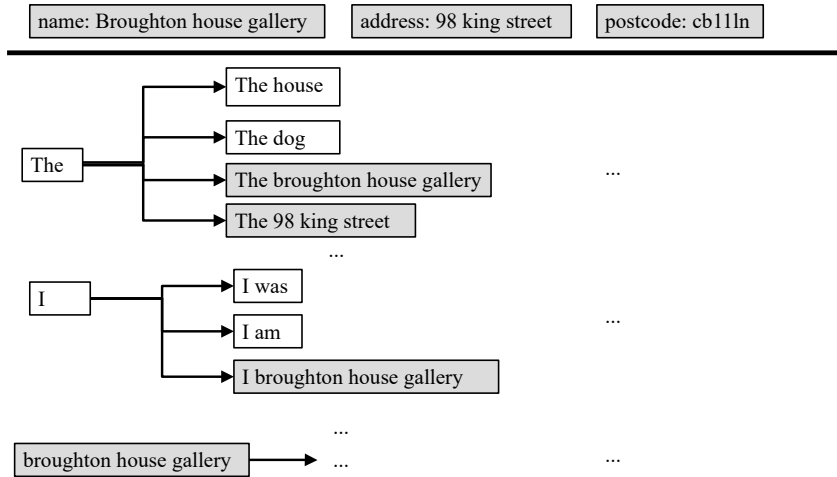 name: Broughton house gallery
address: 98 king street
postcode: cb11ln
The house
The dog
The
The broughton house gallery
...
The 98 king street
...
I was
I
I am
...
I broughton house gallery
...
broughton house gallery
...
...